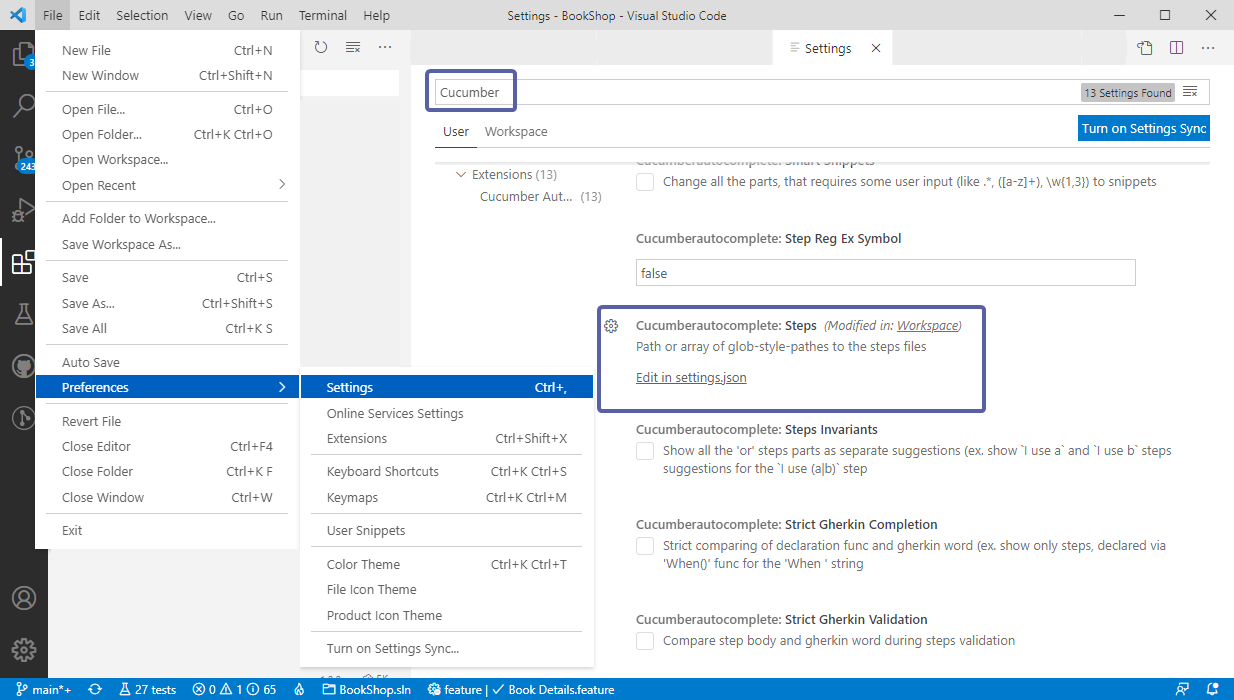 File Edit Selection View Go Run Terminal Help
Settings - BookShop - Visual Studio Code
New File Ctrl+N
New Window Ctrl+Shift+N
Open File... Ctrl+O
Open Folder... Ctrl+K Ctrl+O
Open Workspace...
Open Recent
Add Folder to Workspace...
Save Workspace As...
Save Ctrl+S
Save As... Ctrl+Shift+S
Save All Ctrl+K S
Auto Save
Preferences
Revert File
Close Editor Ctrl+F4
Close Folder Ctrl+K F
Close Window Ctrl+W
Exit
3
243
Settings Ctrl+,
Online Services Settings
Extensions Ctrl+Shift+X
Keyboard Shortcuts Ctrl+K Ctrl+S
Keymaps Ctrl+K Ctrl+M
User Snippets
Color Theme Ctrl+K Ctrl+T
File Icon Theme
Product Icon Theme
Turn on Settings Sync...
Settings
Cucumber
13 Settings Found
User Workspace
Turn on Settings Sync
Extensions (13)
Cucumber Aut... (13)
Cucumberautocomplete: Smart Snippets
Change all the parts, that requires some user input (like .*, ([a-z]+), \w{1,3}) to snippets
Cucumberautocomplete: Step Reg Ex Symbol
false
Cucumberautocomplete: Steps (Modified in: Workspace)
Path or array of glob-style-pathes to the steps files
Edit in settings.json
Cucumberautocomplete: Steps Invariants
Show all the 'or' steps parts as separate suggestions (ex. show `I use a` and `I use b` steps
suggestions for the `I use (a|b)` step
Cucumberautocomplete: Strict Gherkin Completion
Strict comparing of declaration func and gherkin word (ex. show only steps, declared via
'When()' func for the 'When ' string
Cucumberautocomplete: Strict Gherkin Validation
Compare step body and gherkin word during steps validation
main*+ 27 tests 0 1 65 BookShop.sln feature | Book Details.feature